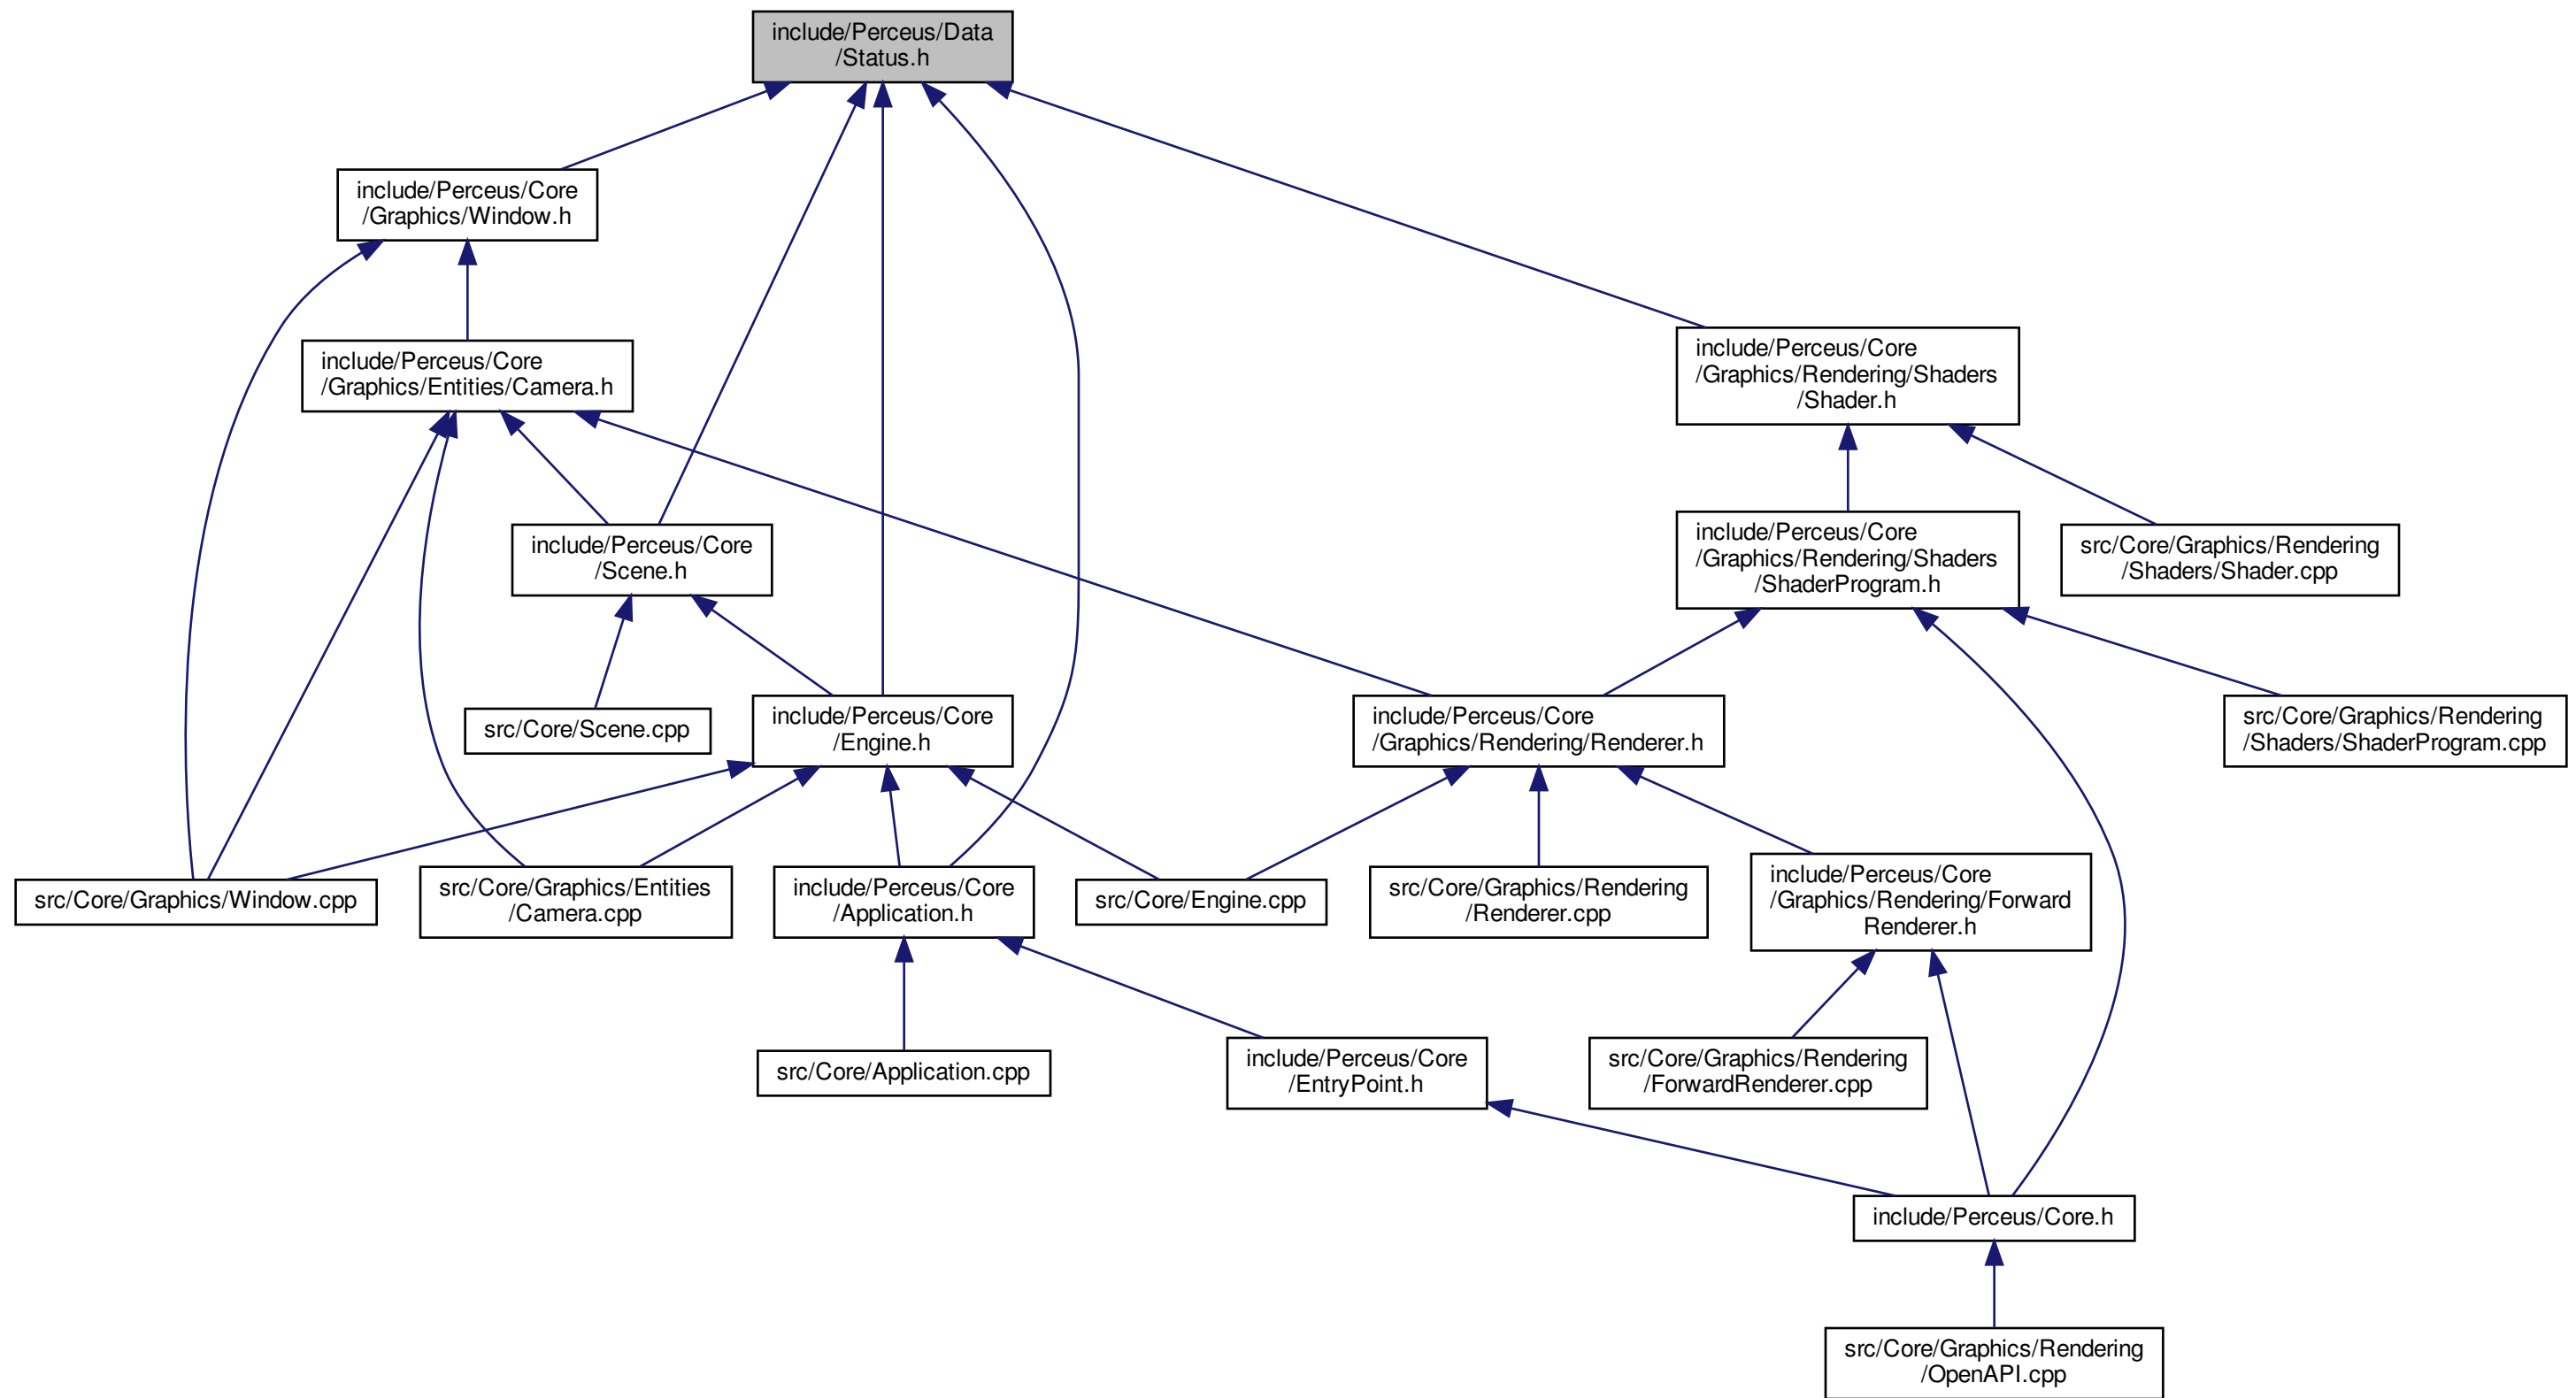 include/Perceus/Data
/Status.h
include/Perceus/Core
/Graphics/Window.h
include/Perceus/Core
/Graphics/Entities/Camera.h
include/Perceus/Core
/Graphics/Rendering/Shaders
/Shader.h
include/Perceus/Core
/Scene.h
include/Perceus/Core
/Graphics/Rendering/Shaders
/ShaderProgram.h
src/Core/Graphics/Rendering
/Shaders/Shader.cpp
src/Core/Scene.cpp
include/Perceus/Core
/Engine.h
include/Perceus/Core
/Graphics/Rendering/Renderer.h
src/Core/Graphics/Rendering
/Shaders/ShaderProgram.cpp
src/Core/Graphics/Window.cpp
src/Core/Graphics/Entities
/Camera.cpp
include/Perceus/Core
/Application.h
src/Core/Engine.cpp
src/Core/Graphics/Rendering
/Renderer.cpp
include/Perceus/Core
/Graphics/Rendering/Forward
Renderer.h
src/Core/Application.cpp
include/Perceus/Core
/EntryPoint.h
src/Core/Graphics/Rendering
/ForwardRenderer.cpp
include/Perceus/Core.h
src/Core/Graphics/Rendering
/OpenAPI.cpp